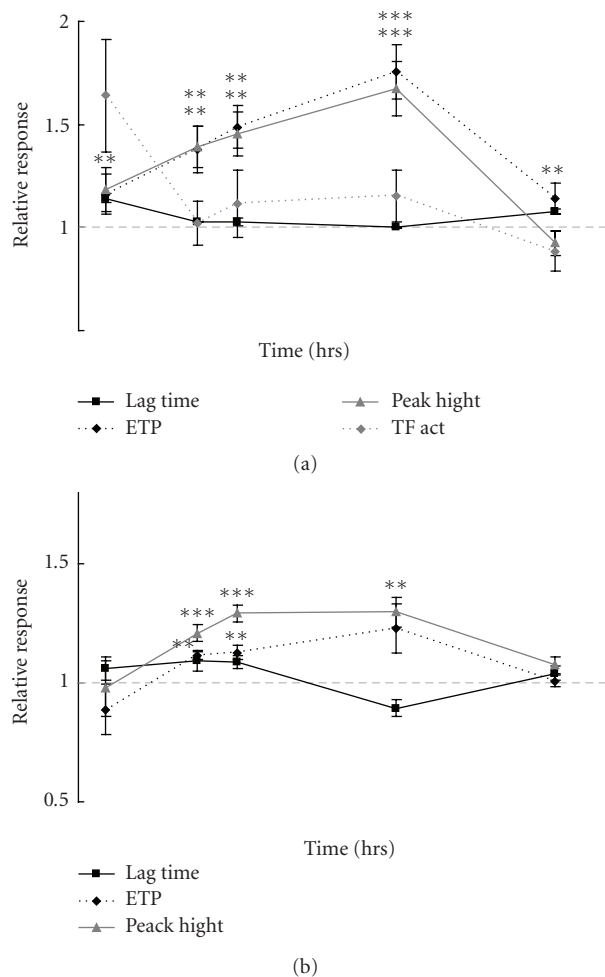 2
1.5
1
Relative response
∗∗
∗∗
∗∗
∗∗
∗∗
∗∗∗
∗∗∗
∗∗
Time (hrs)
Lag time
ETP
Peak hight
TF act
(a)
1.5
1
0.5
Relative response
∗∗
∗∗∗
∗∗∗
∗∗
∗∗
Time (hrs)
Lag time
ETP
Peack hight
(b)